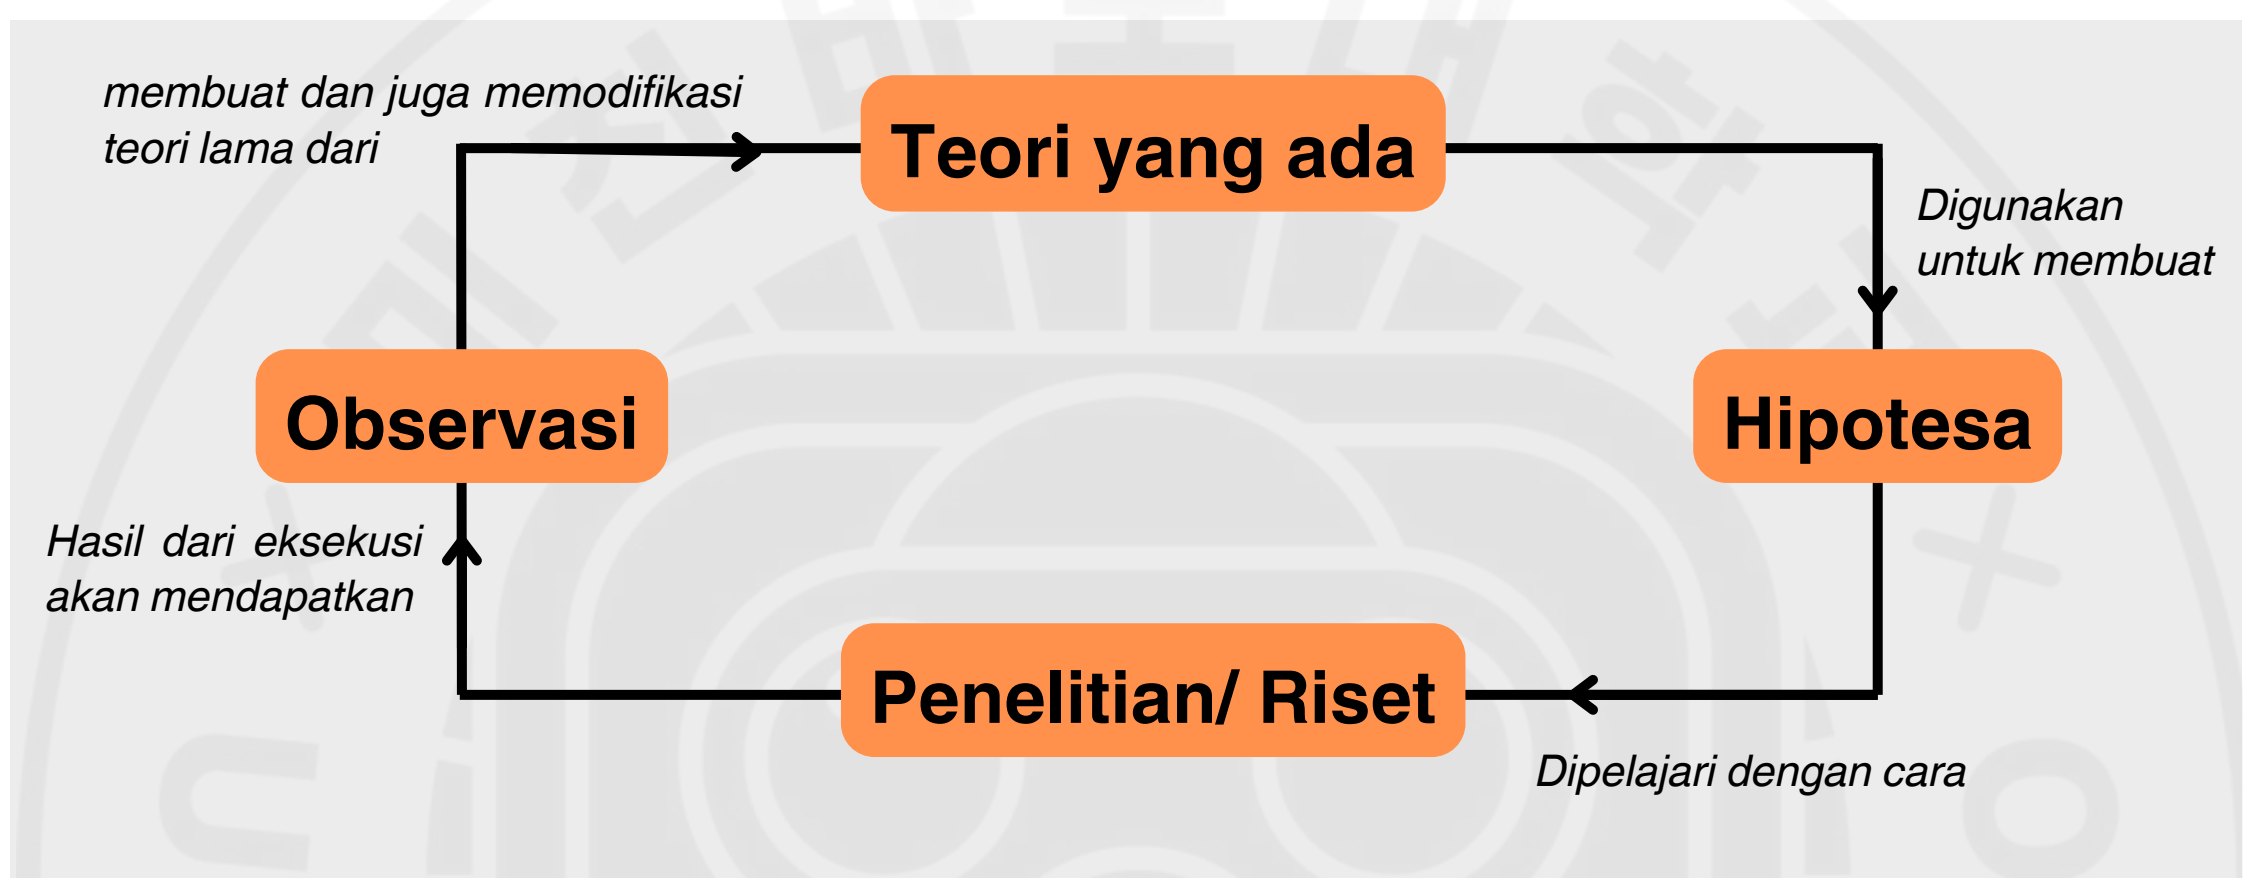 membuat dan juga memodifikasi
teori lama dari
Teori yang ada
Digunakan
untuk membuat
Observasi
Hipotesa
Hasil dari eksekusi
akan mendapatkan
Penelitian/ Riset
Dipelajari dengan cara